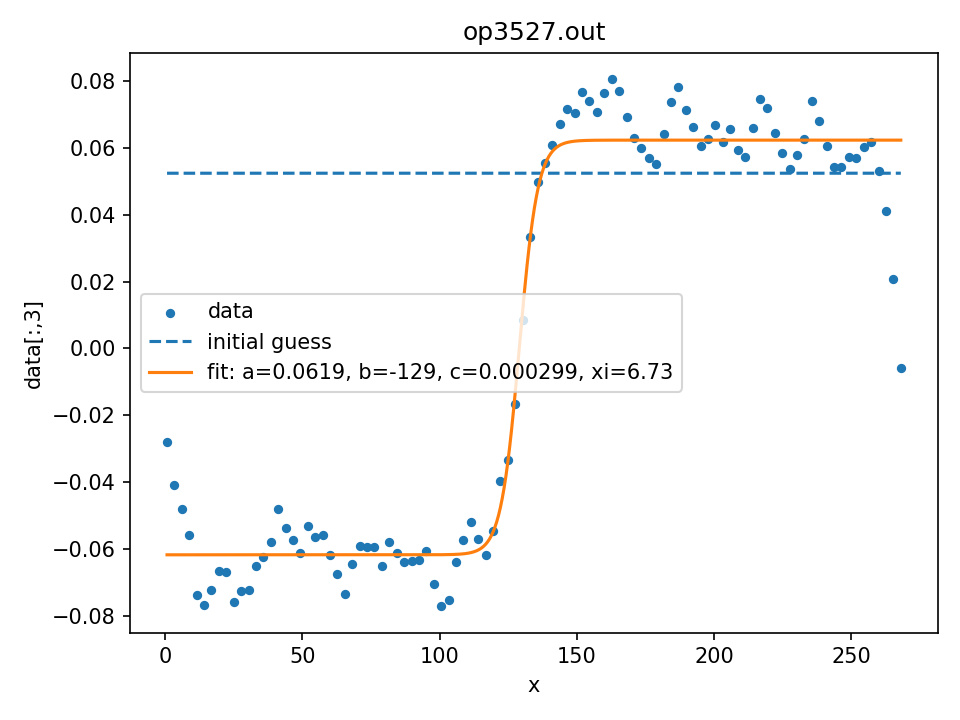 op3527.out
data[:,3]
0.08
0.06
0.04
0.02
0.00
−0.02
−0.04
−0.06
−0.08
data
initial guess
fit: a=0.0619, b=-129, c=0.000299, xi=6.73
0 50 100 150 200 250
x